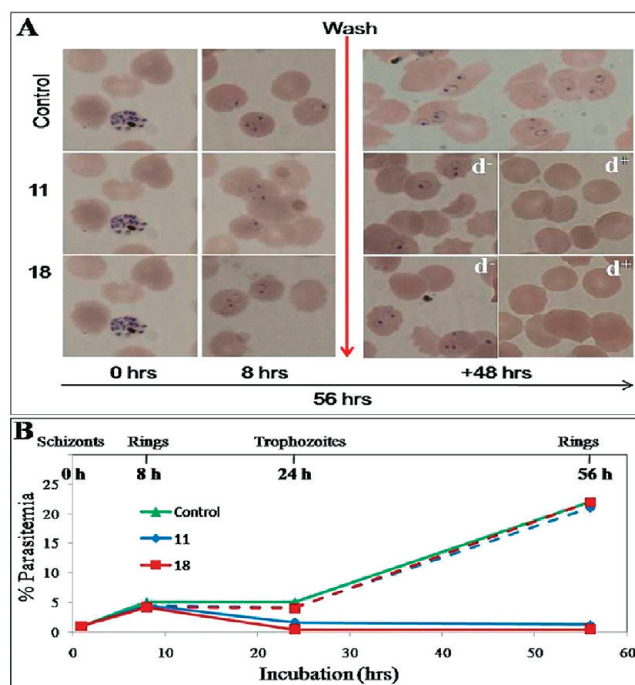 A
Wash
Control
11
18
d-
d+
d-
d+
0 hrs
8 hrs
+48 hrs
56 hrs
B
Schizonts
Rings
Trophozoites
Rings
0 h
8 h
24 h
56 h
Control
11
18
% Parasitemia
25
20
15
10
5
0
0
10
20
30
40
50
60
Incubation (hrs)